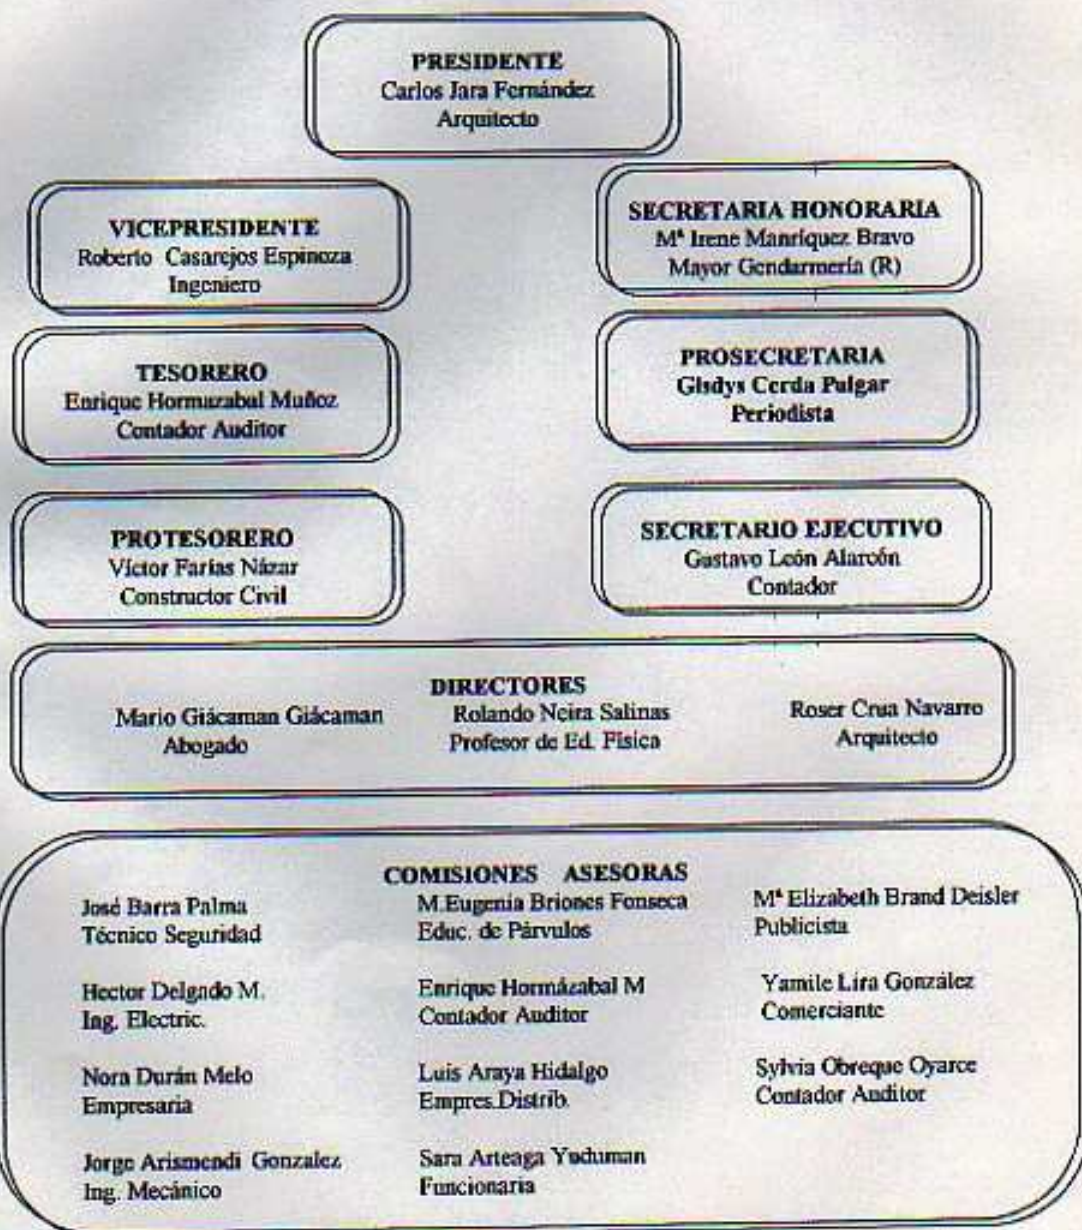 PRESIDENTE
Carlos Jara Fernández
Arquitecto
VICEPRESIDENTE
Roberto Casarejos Espinoza
Ingeniero
SECRETARIA HONORARIA
Mª Irene Manríquez Bravo
Mayor Gendarmería (R)
TESORERO
Enrique Hormazabal Muñoz
Contador Auditor
PROSECRETARIA
Gladys Cerda Pulgar
Periodista
PROTESORERO
Víctor Farías Názar
Constructor Civil
SECRETARIO EJECUTIVO
Gustavo León Alarcón
Contador
DIRECTORES
Mario Giácaman Giácaman
Abogado
Rolando Neira Salinas
Profesor de Ed. Física
Roser Crua Navarro
Arquitecto
COMISIONES ASESORAS
José Barra Palma
Técnico Seguridad
M.Eugenia Briones Fonseca
Educ. de Párvulos
Mª Elizabeth Brand Deisler
Publicista
Hector Delgado M.
Ing. Electric.
Enrique Hormázabal M
Contador Auditor
Yamile Lira González
Comerciante
Nora Durán Melo
Empresaria
Luis Araya Hidalgo
Empres.Distrib.
Sylvia Obreque Oyarce
Contador Auditor
Jorge Arismendi Gonzalez
Ing. Mecánico
Sara Arteaga Yuduman
Funcionaria